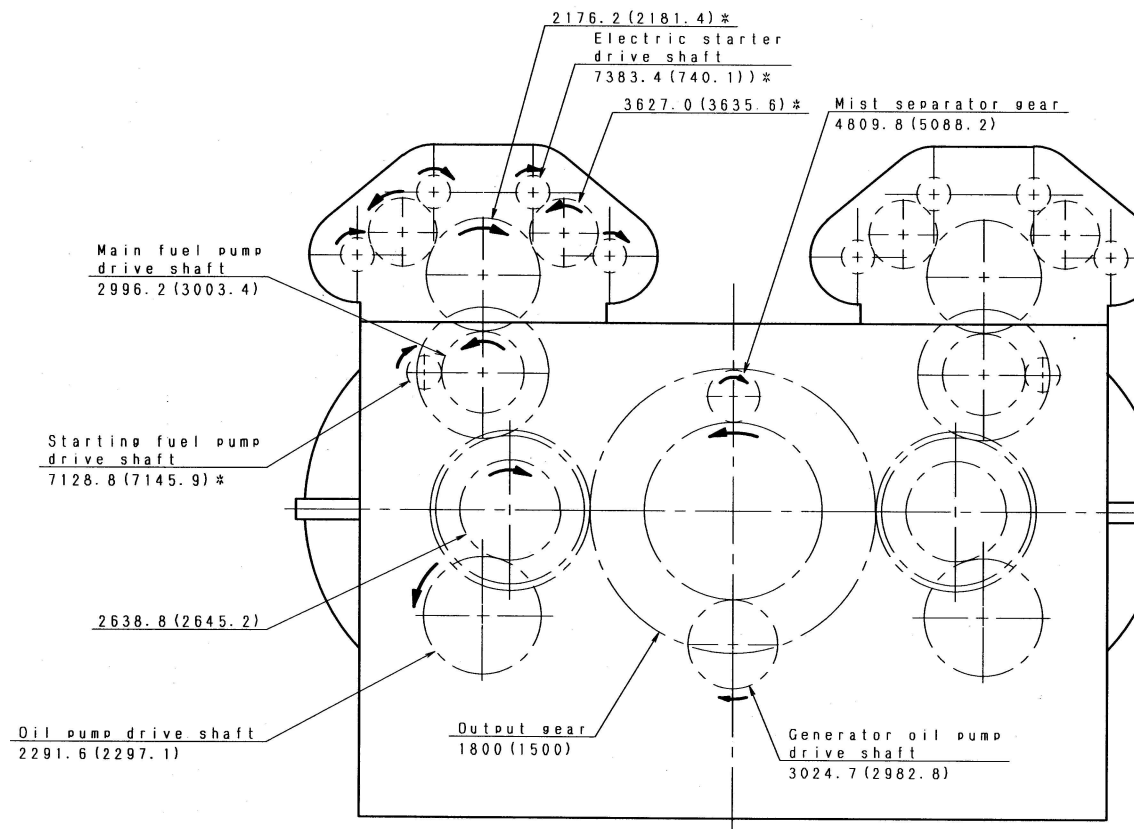 2176.2(2181.4)*
Electric starter
drive shaft
7383.4(740.1))*
3627.0(3635.6)*
Mist separator gear
4809.8(5088.2)
Main fuel pump
drive shaft
2996.2(3003.4)
Starting fuel pump
drive shaft
7128.8(7145.9)*
2638.8(2645.2)
Oil pump drive shaft
2291.6(2297.1)
Output gear
1800(1500)
Generator oil pump
drive shaft
3024.7(2982.8)